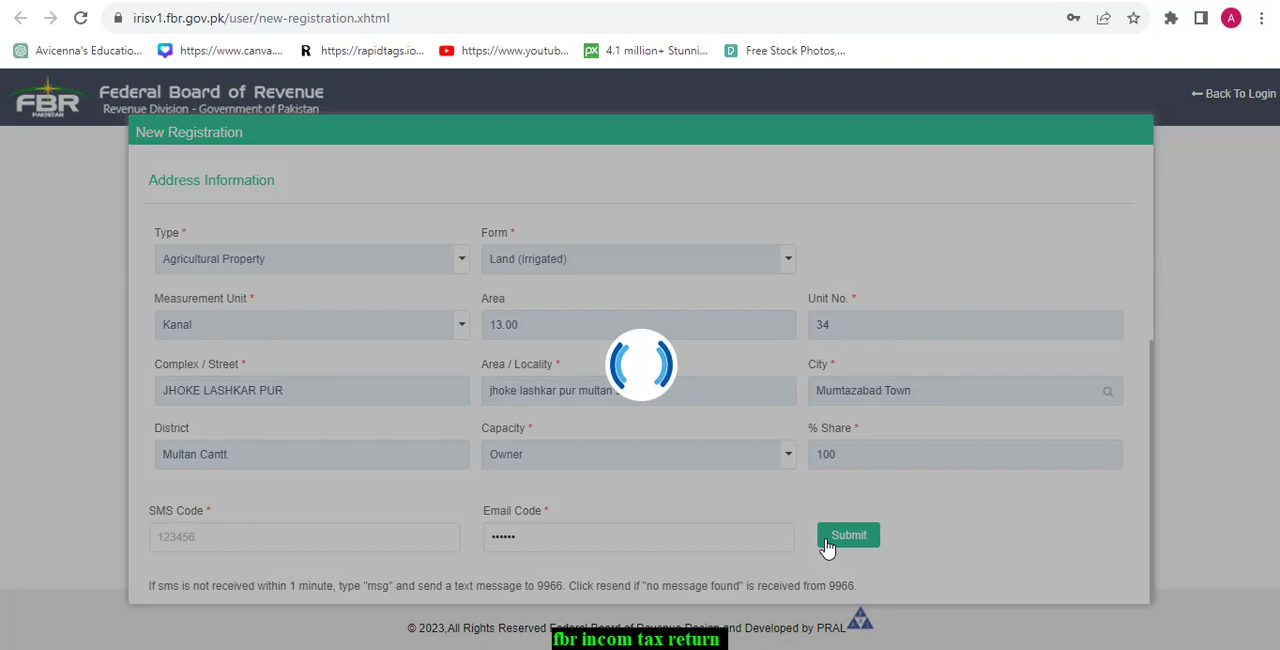 irisv1.fbr.gov.pk/user/new-registration.xhtml
A
Avicenna's Educatio... https://www.canva.... R https://rapidtags.io... https://www.youtub... px 4.1 million+ Stunni... Free Stock Photos,...
FBR
PAKISTAN
Federal Board of Revenue
Revenue Division - Government of Pakistan
Back To Login
New Registration
Address Information
Type * Form *
Agricultural Property Land (Irrigated)
Measurement Unit * Area Unit No. *
Kanal 13.00 34
Complex / Street * Area / Locality * City *
JHOKE LASHKAR PUR jhoke lashkar pur multan Mumtazabad Town
District Capacity * % Share *
Multan Cantt. Owner 100
SMS Code * Email Code *
123456 •••••• Submit
If sms is not received within 1 minute, type "msg" and send a text message to 9966. Click resend if "no message found" is received from 9966.
© 2023,All Rights Reserved Federal Board of Revenue Design and Developed by PRAL
fbr incom tax return